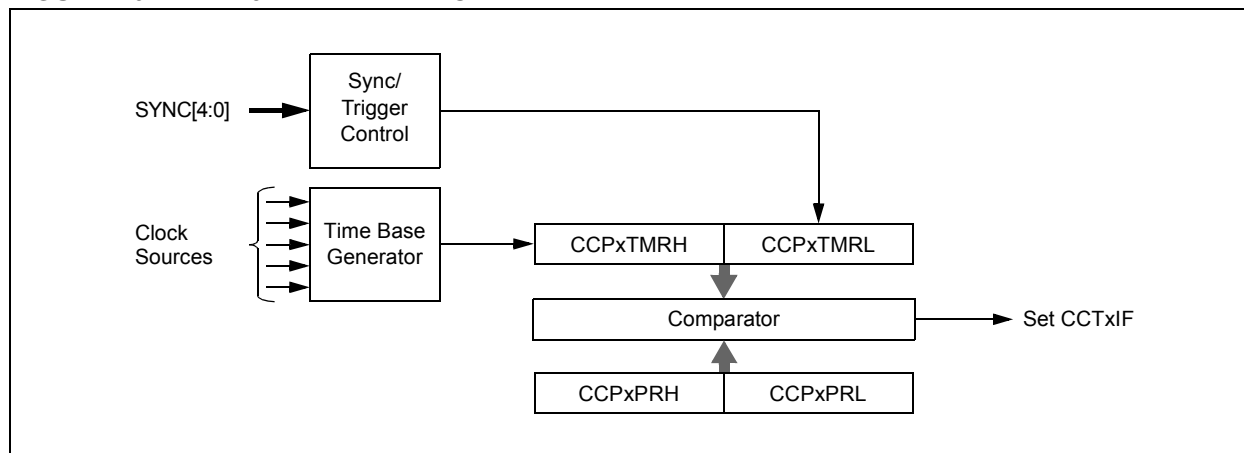 SYNC[4:0]
Sync/
Trigger
Control
Clock
Sources
Time Base
Generator
CCPxTMRH
CCPxTMRL
Comparator
Set CCTxIF
CCPxPRH
CCPxPRL